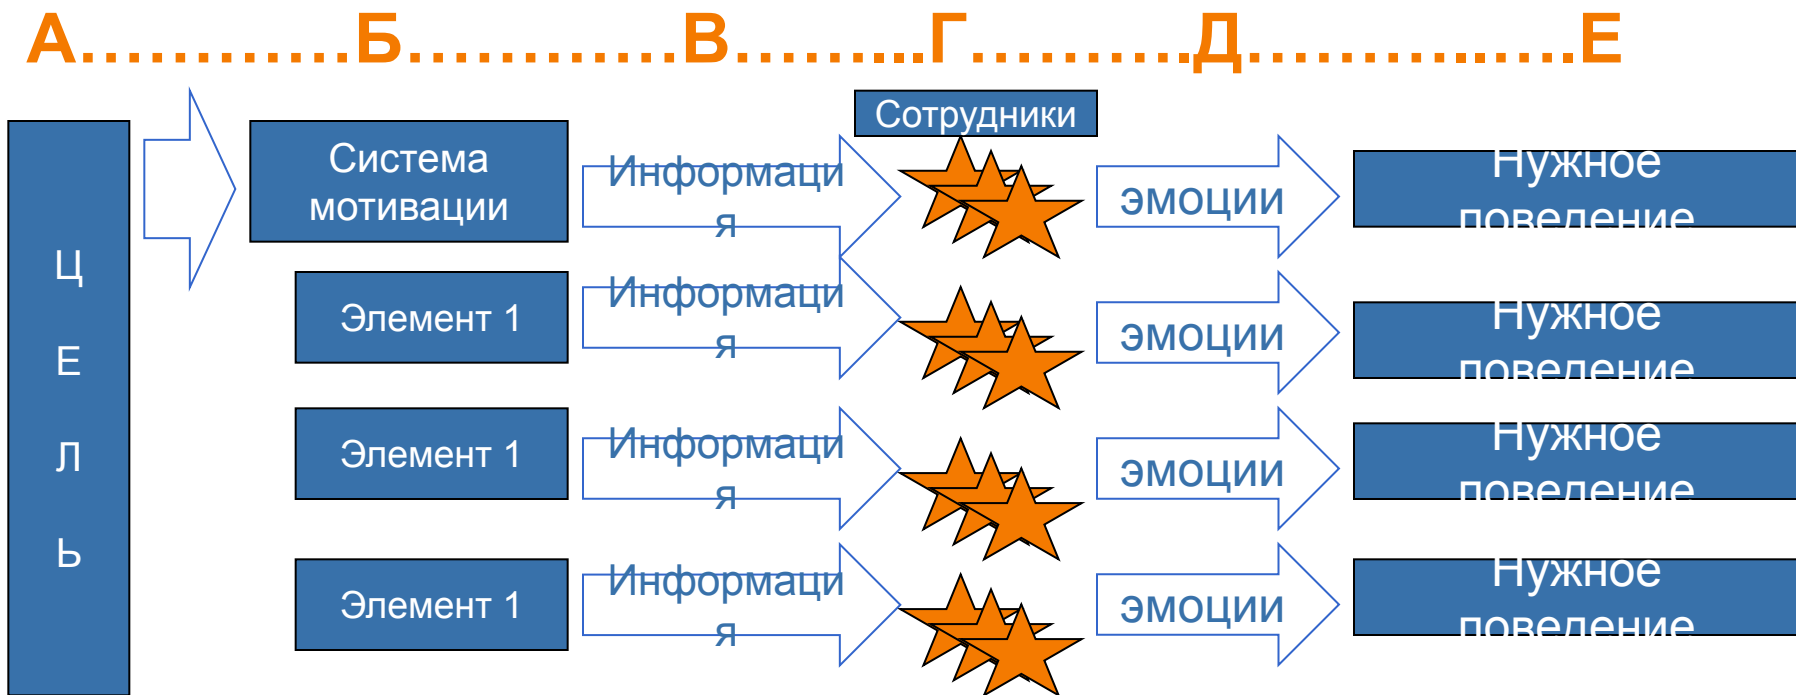 А...............Б...............В...............Г...............Д...............Е
Сотрудники
Ц
Е
Л
Ь
Система
мотивации
Информаци
я
эмоции
Нужное
поведение
Элемент 1
Информаци
я
эмоции
Нужное
поведение
Элемент 1
Информаци
я
эмоции
Нужное
поведение
Элемент 1
Информаци
я
эмоции
Нужное
поведение